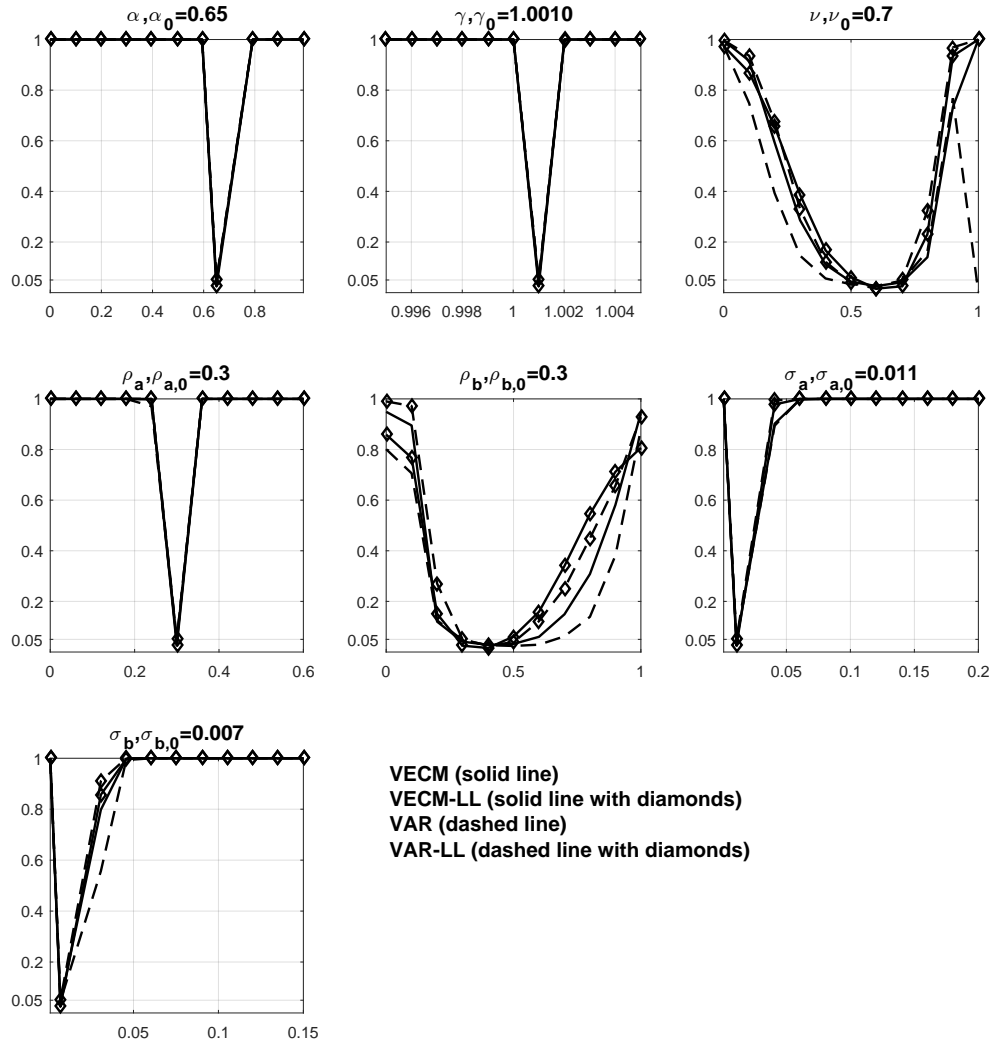 α,α0=0.65
γ,γ0=1.0010
ν,ν0=0.7
1
0.8
0.6
0.4
0.2
0.05
0 0.2 0.4 0.6 0.8
1
0.8
0.6
0.4
0.2
0.05
0.996 0.998 1 1.002 1.004
1
0.8
0.6
0.4
0.2
0.05
0 0.5 1
ρa,ρa,0=0.3
ρb,ρb,0=0.3
σa,σa,0=0.011
1
0.8
0.6
0.4
0.2
0.05
0 0.2 0.4 0.6
1
0.8
0.6
0.4
0.2
0.05
0 0.5 1
1
0.8
0.6
0.4
0.2
0.05
0.05 0.1 0.15 0.2
σb,σb,0=0.007
1
0.8
0.6
0.4
0.2
0.05
0.05 0.1 0.15
VECM (solid line)
VECM-LL (solid line with diamonds)
VAR (dashed line)
VAR-LL (dashed line with diamonds)